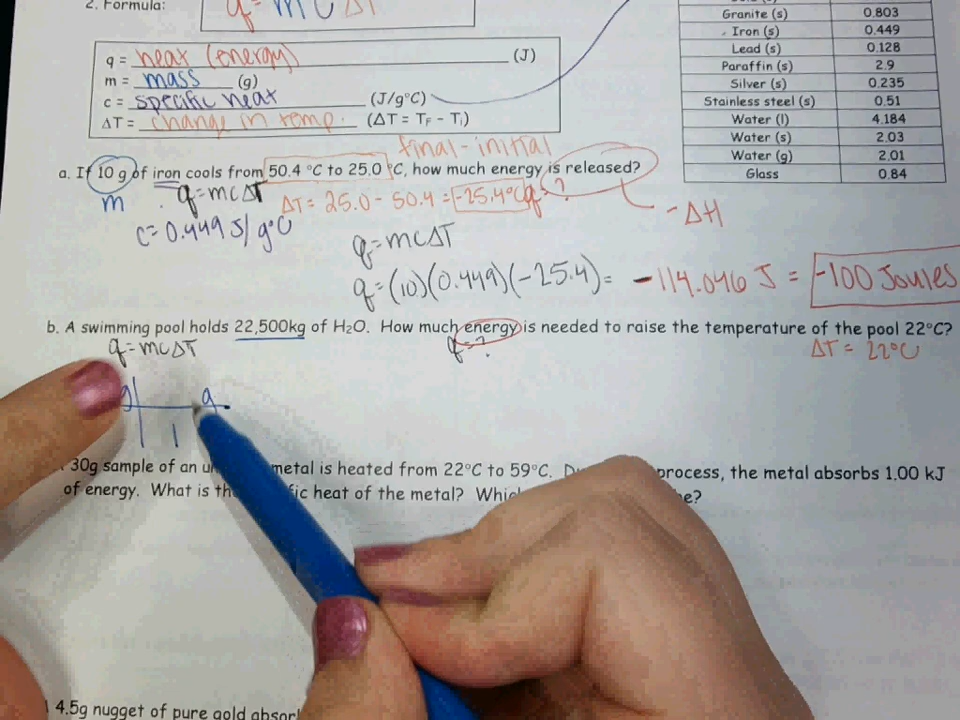 2. Formula: q = mCΔT
q = heat (energy) (J)
m = mass (g)
c = specific heat (J/g°C)
ΔT = change in temp. (ΔT = TF - Ti)
final - initial
Granite (s) 0.803
Iron (s) 0.449
Lead (s) 0.128
Paraffin (s) 2.9
Silver (s) 0.235
Stainless steel (s) 0.51
Water (l) 4.184
Water (s) 2.03
Water (g) 2.01
Glass 0.84
a. If 10 g of iron cools from 50.4 °C to 25.0 °C, how much energy is released?
m q=mCΔT ΔT = 25.0 - 50.4 = -25.4°C q= ? -ΔH
C= 0.449 J/g°C
q=mCΔT
q= (10)(0.449)(-25.4)= -114.046 J = -100 Joules
b. A swimming pool holds 22,500kg of H2O. How much energy is needed to raise the temperature of the pool 22°C?
q=mCΔT q=? ΔT = 22°C
g
1
30g sample of an metal is heated from 22°C to 59°C. process, the metal absorbs 1.00 kJ
of energy. What is heat of the metal?
4.5g nugget of pure gold